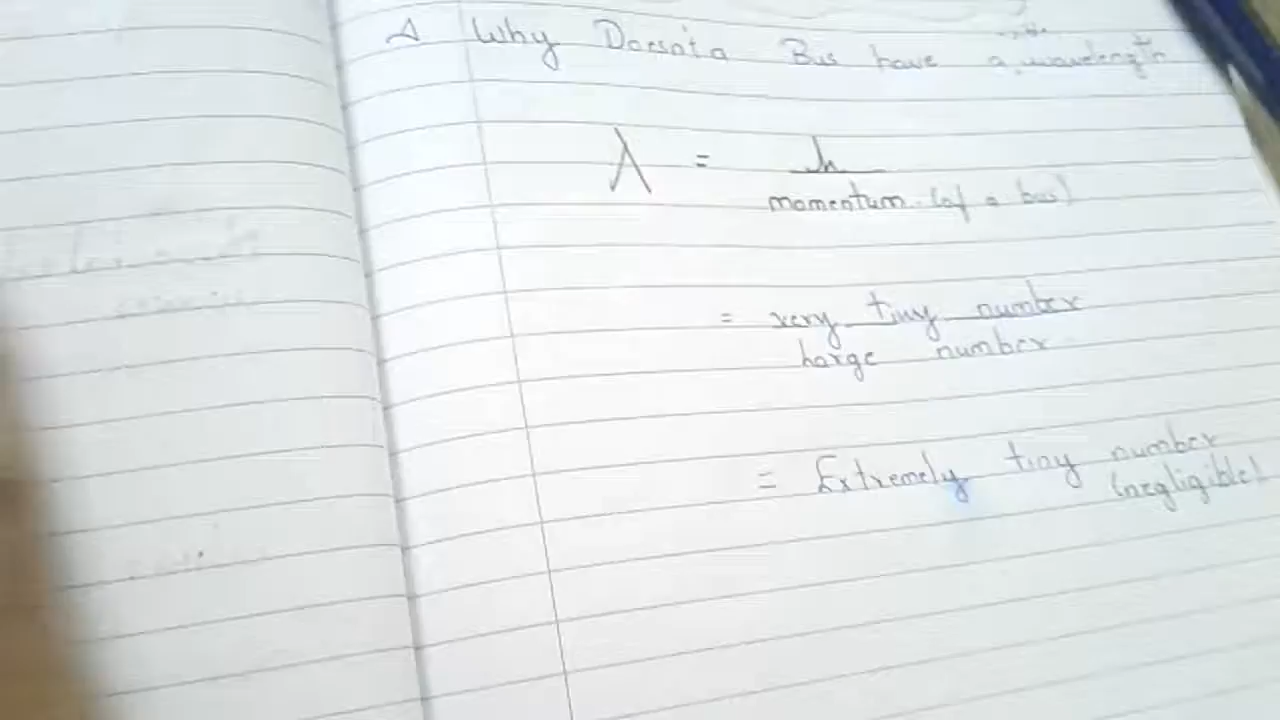 Why Doesn't a Bus have a wavelength
λ = h
momentum (of a bus)
= very tiny number
large number
= Extremely tiny number
(negligible)